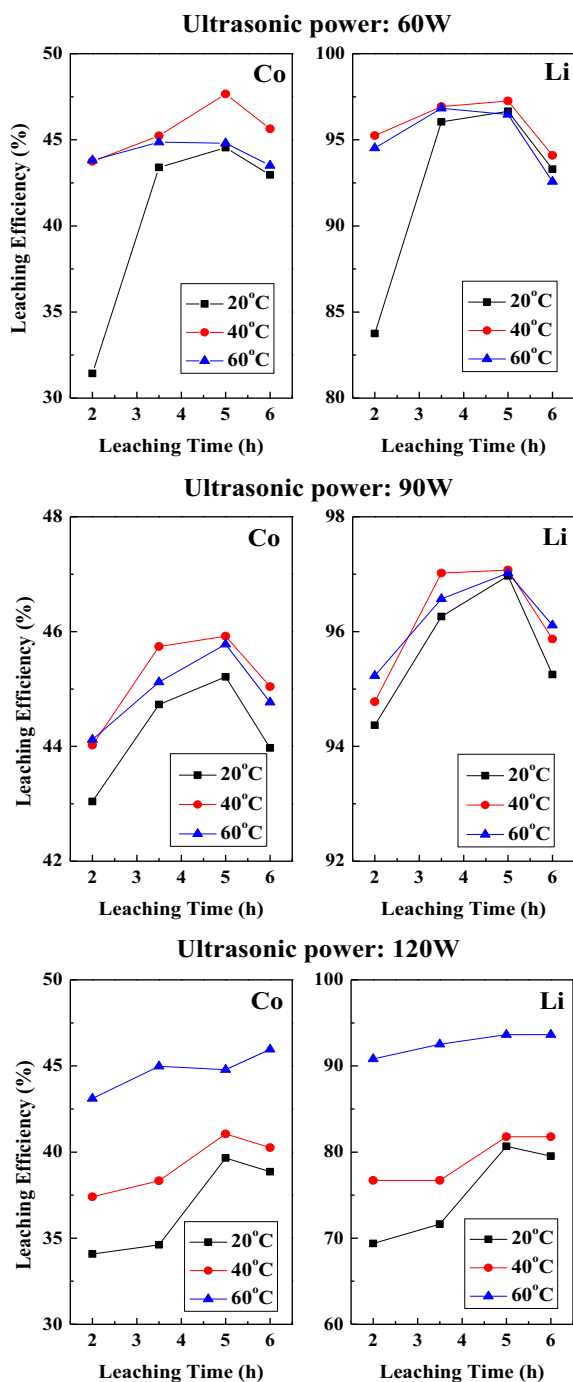 Ultrasonic power: 60W
Co
Li
Leaching Efficiency (%)
50
45
40
35
30
100
95
90
85
80
20°C
40°C
60°C
20°C
40°C
60°C
2 3 4 5 6
2 3 4 5 6
Leaching Time (h)
Leaching Time (h)
Ultrasonic power: 90W
Co
Li
Leaching Efficiency (%)
48
46
44
42
98
96
94
92
20°C
40°C
60°C
20°C
40°C
60°C
2 3 4 5 6
2 3 4 5 6
Leaching Time (h)
Leaching Time (h)
Ultrasonic power: 120W
Co
Li
Leaching Efficiency (%)
50
45
40
35
30
100
90
80
70
60
20°C
40°C
60°C
20°C
40°C
60°C
2 3 4 5 6
2 3 4 5 6
Leaching Time (h)
Leaching Time (h)